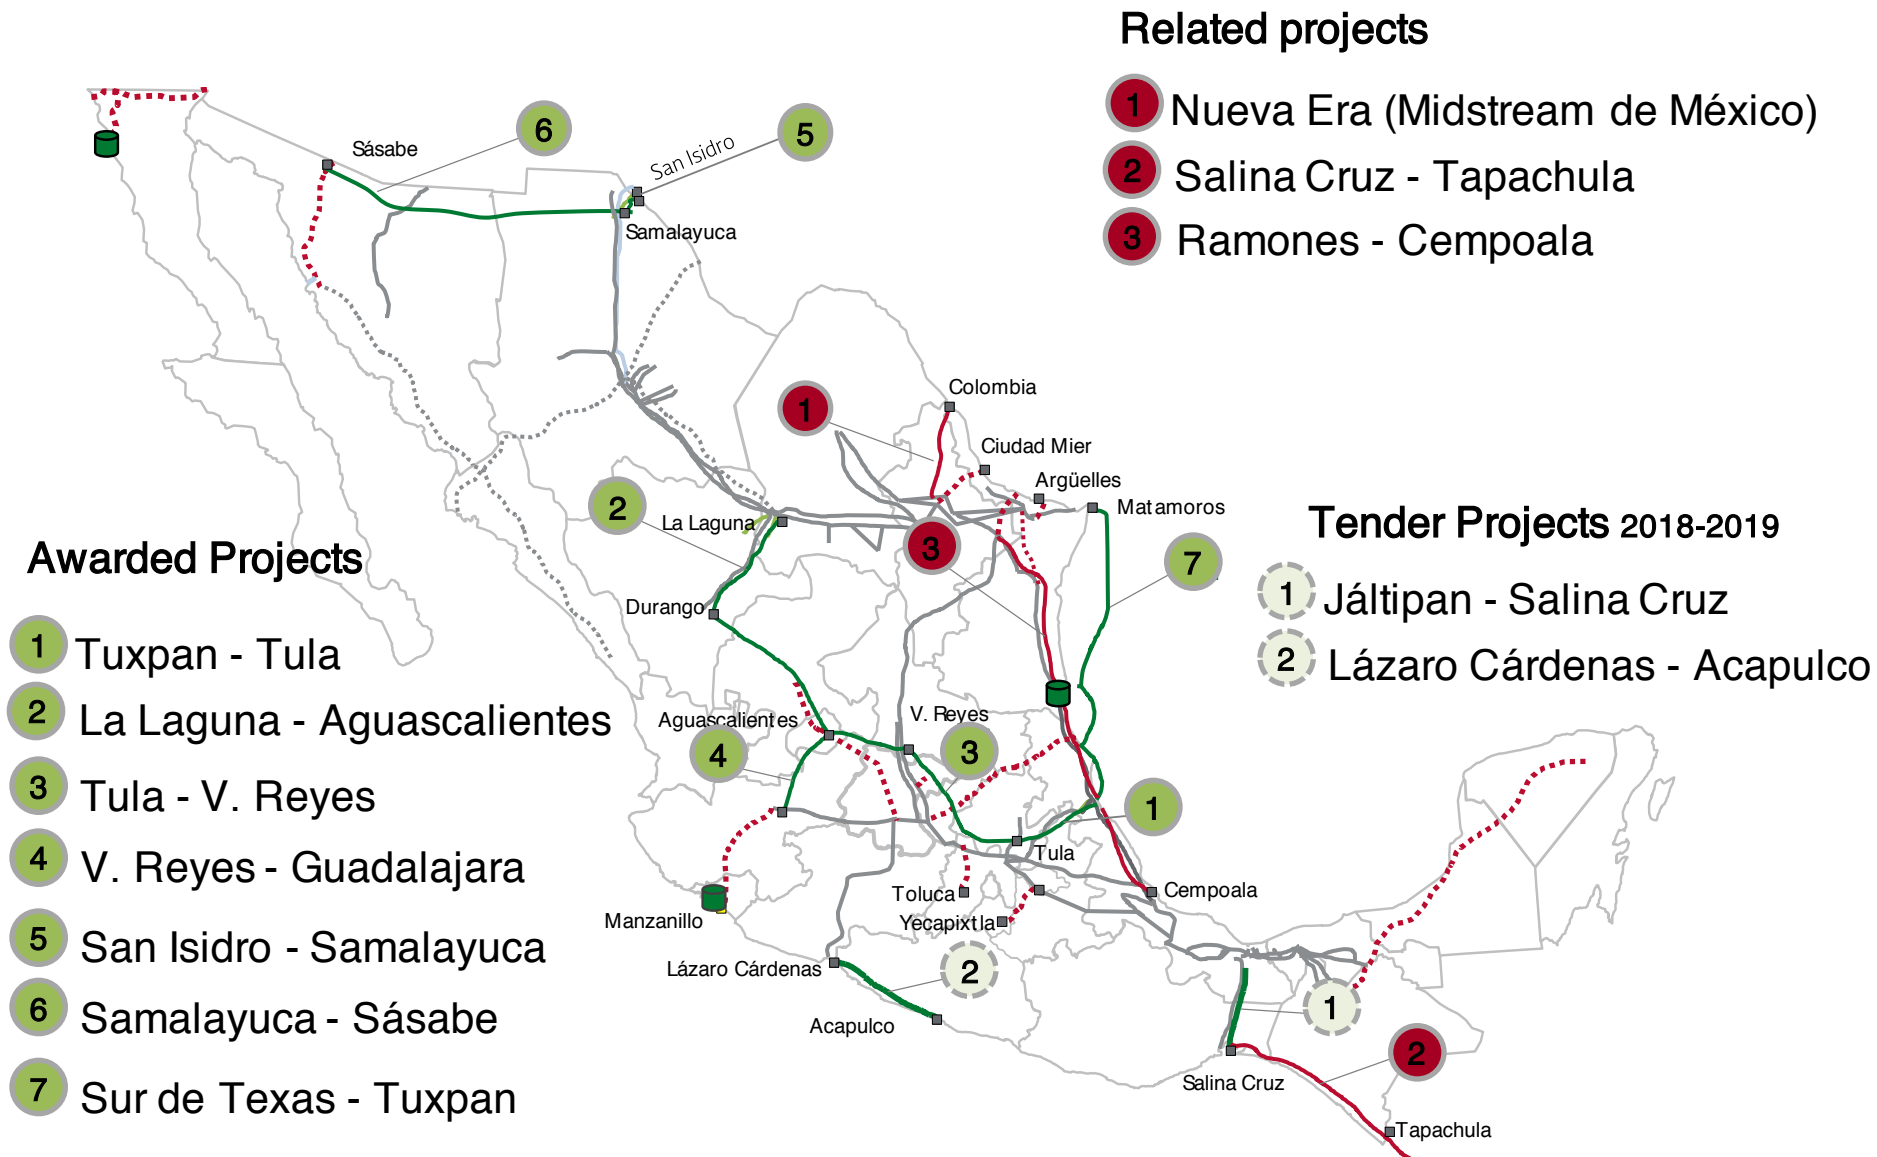 Related projects
1 Nueva Era (Midstream de México)
2 Salina Cruz - Tapachula
3 Ramones - Cempoala
6
5
Sásabe
San Isidro
Samalayuca
Colombia
1
Ciudad Mier
Argüelles
Matamoros
2
La Laguna
3
7
Durango
Aguascalientes
V. Reyes
4
3
1
Tula
Toluca
Cempoala
Manzanillo
Yecapixtla
Lázaro Cárdenas
2
1
Acapulco
2
Salina Cruz
Tapachula
Awarded Projects
1 Tuxpan - Tula
2 La Laguna - Aguascalientes
3 Tula - V. Reyes
4 V. Reyes - Guadalajara
5 San Isidro - Samalayuca
6 Samalayuca - Sásabe
7 Sur de Texas - Tuxpan
Tender Projects 2018-2019
1 Jáltipan - Salina Cruz
2 Lázaro Cárdenas - Acapulco